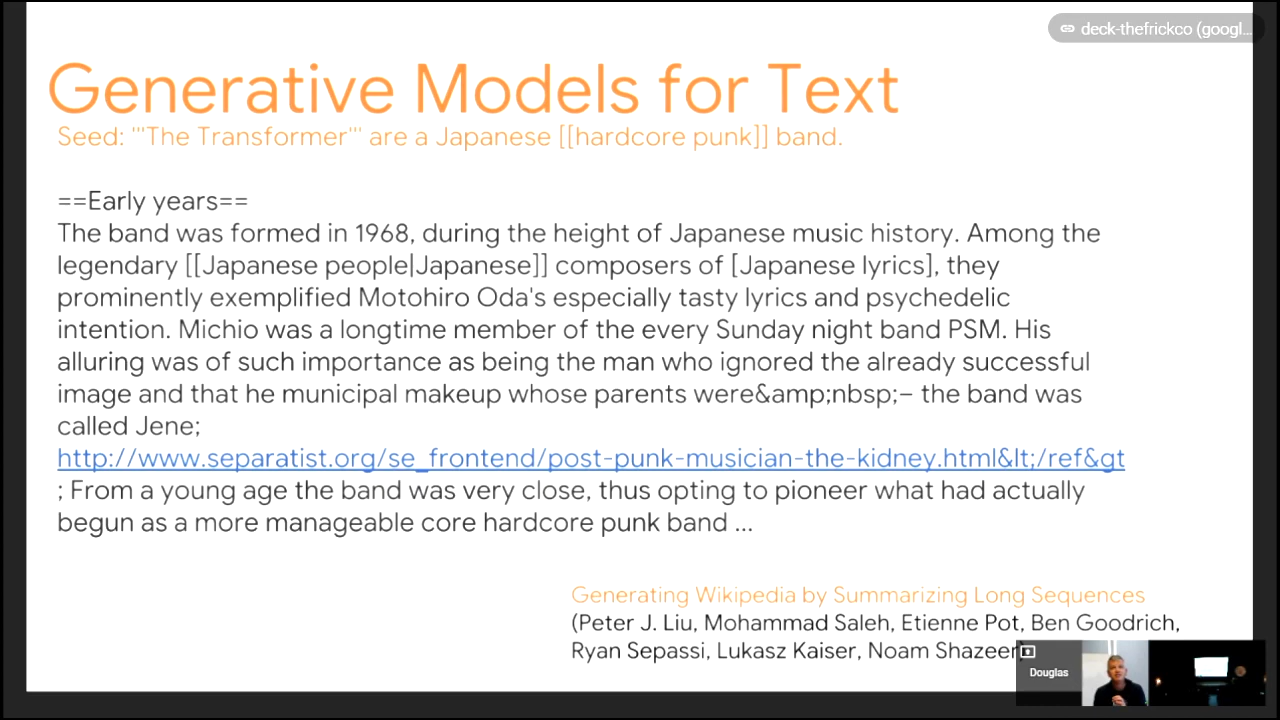 deck-thefrickco (googl...
Generative Models for Text
Seed: '''The Transformer''' are a Japanese [[hardcore punk]] band.
==Early years==
The band was formed in 1968, during the height of Japanese music history. Among the
legendary [[Japanese people|Japanese]] composers of [Japanese lyrics], they
prominently exemplified Motohiro Oda's especially tasty lyrics and psychedelic
intention. Michio was a longtime member of the every Sunday night band PSM. His
alluring was of such importance as being the man who ignored the already successful
image and that he municipal makeup whose parents were&amp;nbsp;– the band was
called Jene;
http://www.separatist.org/se_frontend/post-punk-musician-the-kidney.html&lt;/ref&gt
; From a young age the band was very close, thus opting to pioneer what had actually
begun as a more manageable core hardcore punk band ...
Generating Wikipedia by Summarizing Long Sequences
(Peter J. Liu, Mohammad Saleh, Etienne Pot, Ben Goodrich,
Ryan Sepassi, Lukasz Kaiser, Noam Shazeer)
Douglas